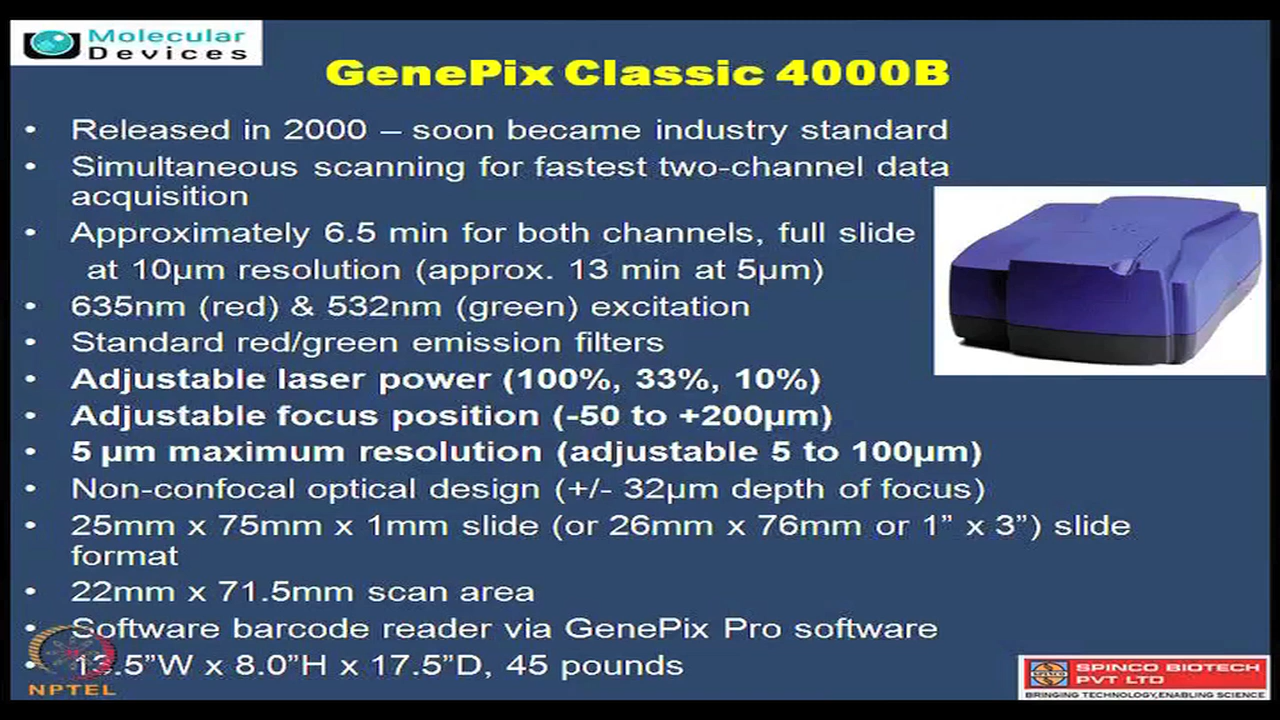 Molecular
Devices
GenePix Classic 4000B
• Released in 2000 – soon became industry standard
• Simultaneous scanning for fastest two-channel data
acquisition
• Approximately 6.5 min for both channels, full slide
at 10µm resolution (approx. 13 min at 5µm)
• 635nm (red) & 532nm (green) excitation
• Standard red/green emission filters
• Adjustable laser power (100%, 33%, 10%)
• Adjustable focus position (-50 to +200µm)
• 5 µm maximum resolution (adjustable 5 to 100µm)
• Non-confocal optical design (+/- 32µm depth of focus)
• 25mm x 75mm x 1mm slide (or 26mm x 76mm or 1” x 3”) slide
format
• 22mm x 71.5mm scan area
• Software barcode reader via GenePix Pro software
• 13.5”W x 8.0”H x 17.5”D, 45 pounds
NPTEL
SPINCO BIOTECH
PVT LTD
BRINGING TECHNOLOGY,ENABLING SCIENCE